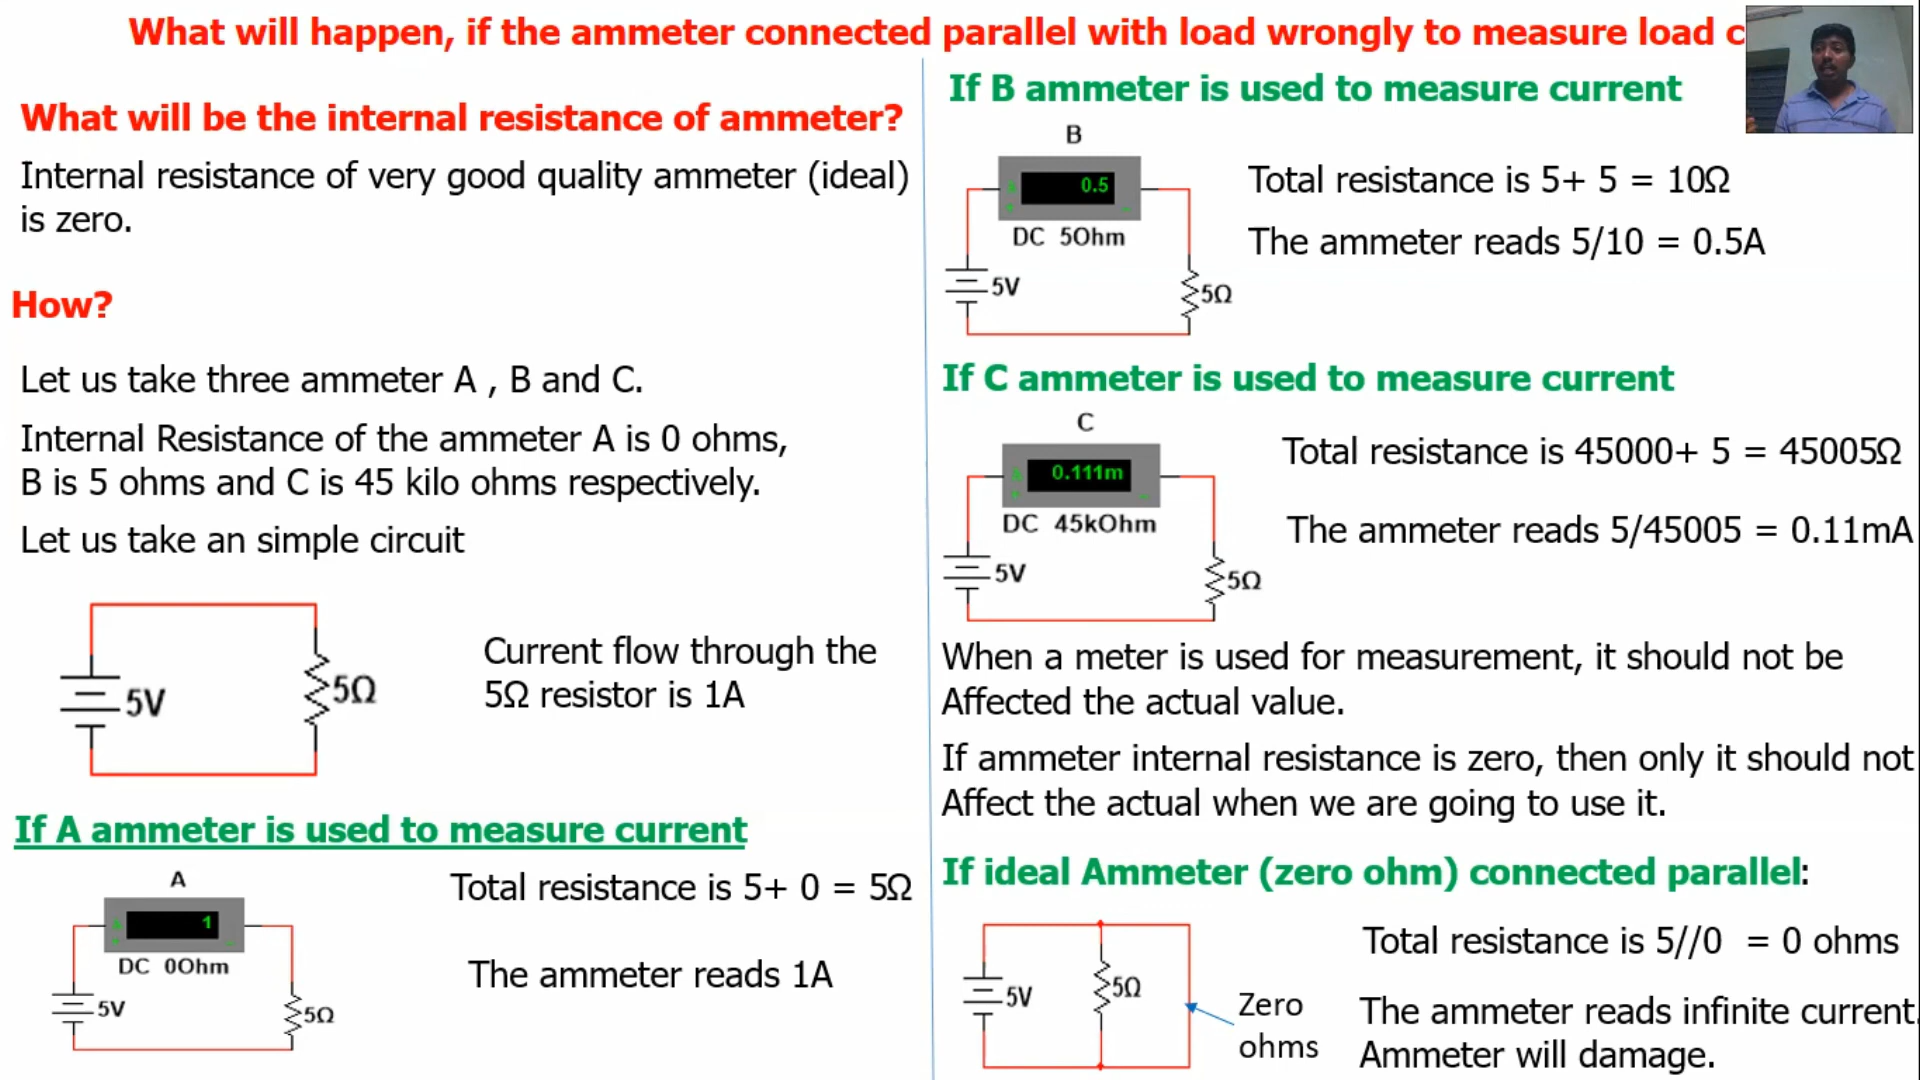 What will happen, if the ammeter connected parallel with load wrongly to measure load c
What will be the internal resistance of ammeter?
Internal resistance of very good quality ammeter (ideal)
is zero.
How?
Let us take three ammeter A , B and C.
Internal Resistance of the ammeter A is 0 ohms,
B is 5 ohms and C is 45 kilo ohms respectively.
Let us take an simple circuit
5V
5Ω
Current flow through the
5Ω resistor is 1A
If A ammeter is used to measure current
A
1
DC 0Ohm
5V
5Ω
Total resistance is 5+ 0 = 5Ω
The ammeter reads 1A
If B ammeter is used to measure current
B
0.5
DC 5Ohm
5V
5Ω
Total resistance is 5+ 5 = 10Ω
The ammeter reads 5/10 = 0.5A
If C ammeter is used to measure current
C
0.111m
DC 45kOhm
5V
5Ω
Total resistance is 45000+ 5 = 45005Ω
The ammeter reads 5/45005 = 0.11mA
When a meter is used for measurement, it should not be
Affected the actual value.
If ammeter internal resistance is zero, then only it should not
Affect the actual when we are going to use it.
If ideal Ammeter (zero ohm) connected parallel:
5V
5Ω
Zero
ohms
Total resistance is 5//0 = 0 ohms
The ammeter reads infinite current.
Ammeter will damage.